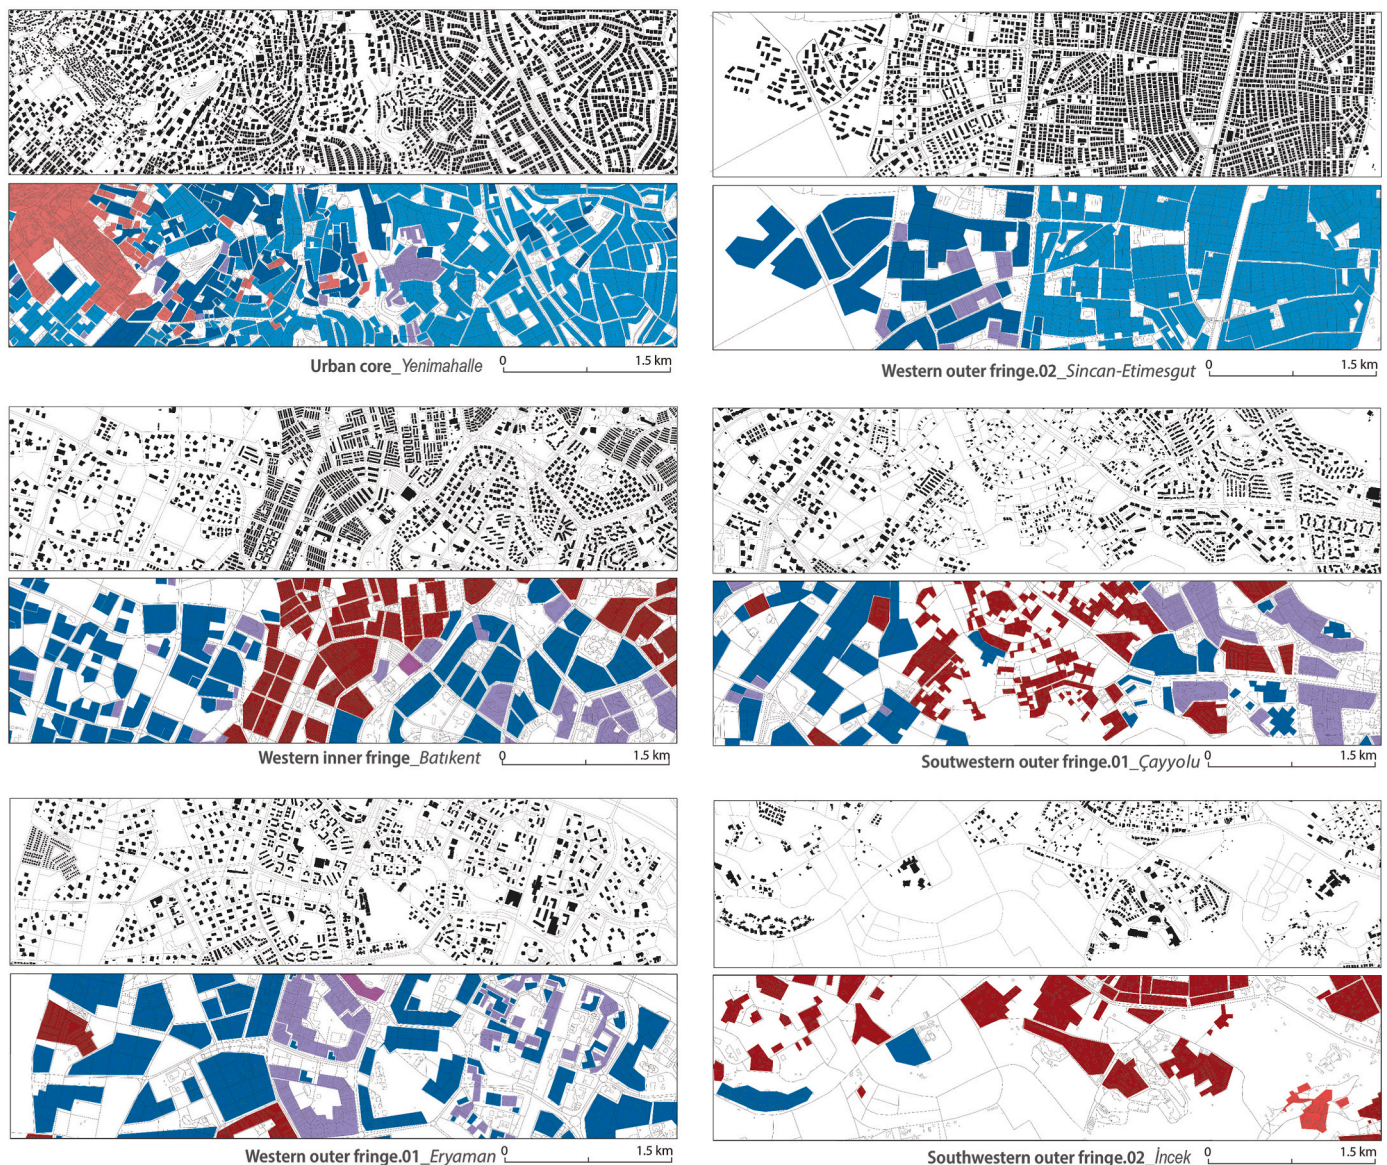 Urban core_Yenimahalle
0 1.5 km
Western outer fringe.02_Sincan-Etimesgut
0 1.5 km
Western inner fringe_Batıkent
0 1.5 km
Soutwestern outer fringe.01_Çayyolu
0 1.5 km
Western outer fringe.01_Eryaman
0 1.5 km
Southwestern outer fringe.02_İncek
0 1.5 km